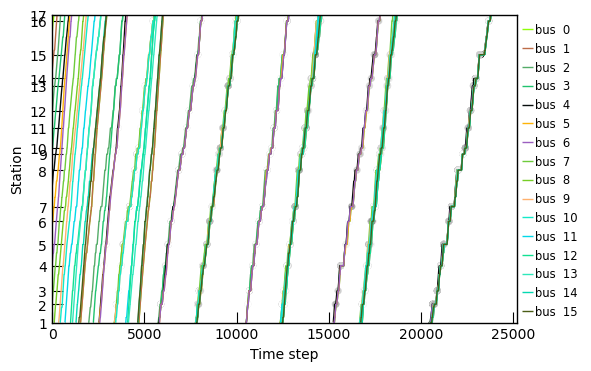 17
16
15
14
13
12
11
10
9
8
7
6
5
4
3
2
1
Station
0 5000 10000 15000 20000 25000
Time step
bus 0
bus 1
bus 2
bus 3
bus 4
bus 5
bus 6
bus 7
bus 8
bus 9
bus 10
bus 11
bus 12
bus 13
bus 14
bus 15